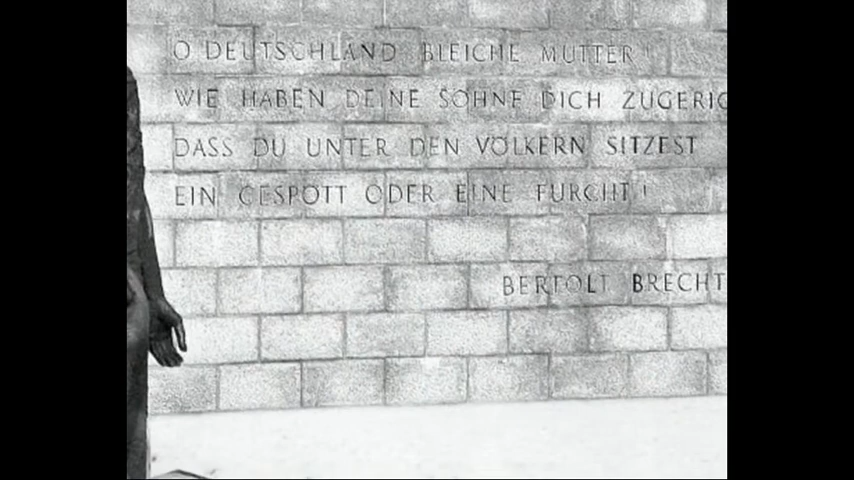 O DEUTSCHLAND BLEICHE MUTTER!
WIE HABEN DEINE SÖHNE DICH ZUGERIC
DASS DU UNTER DEN VÖLKERN SITZEST
EIN GESPÖTT ODER EINE FURCHT!
BERTOLT BRECHT